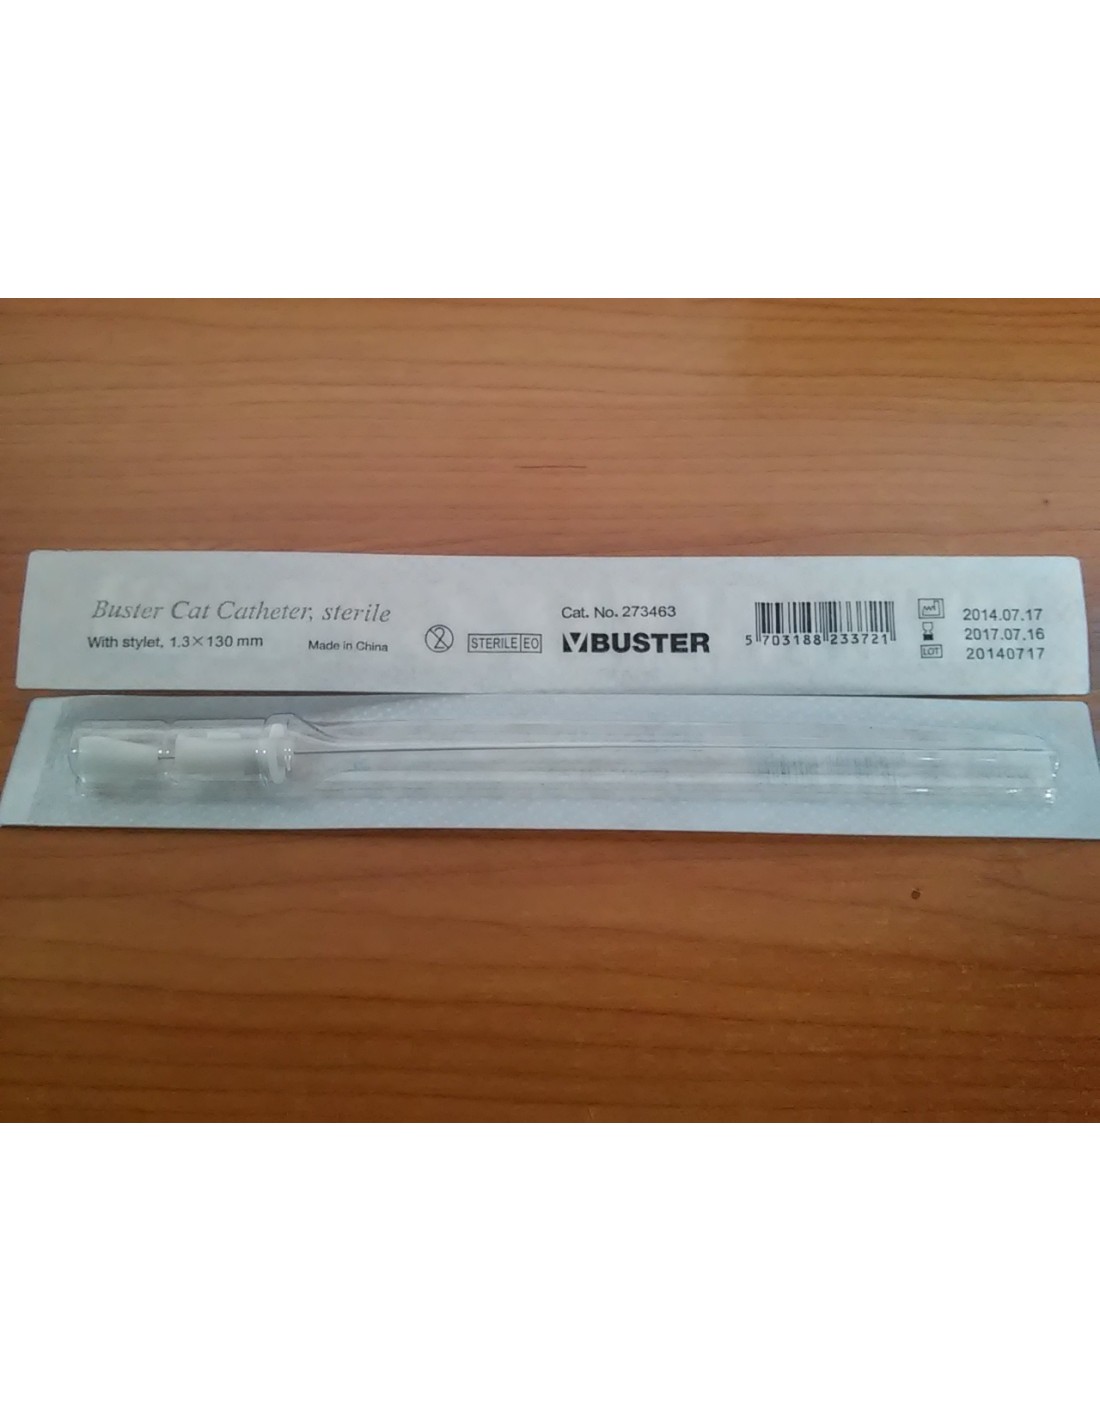 Buster Cat Catheter, sterile
With stylet, 1.3×130 mm
Made in China
2
STERILE EO
Cat. No. 273463
BUSTER
5 703188 233721
2014.07.17
2017.07.16
LOT 20140717